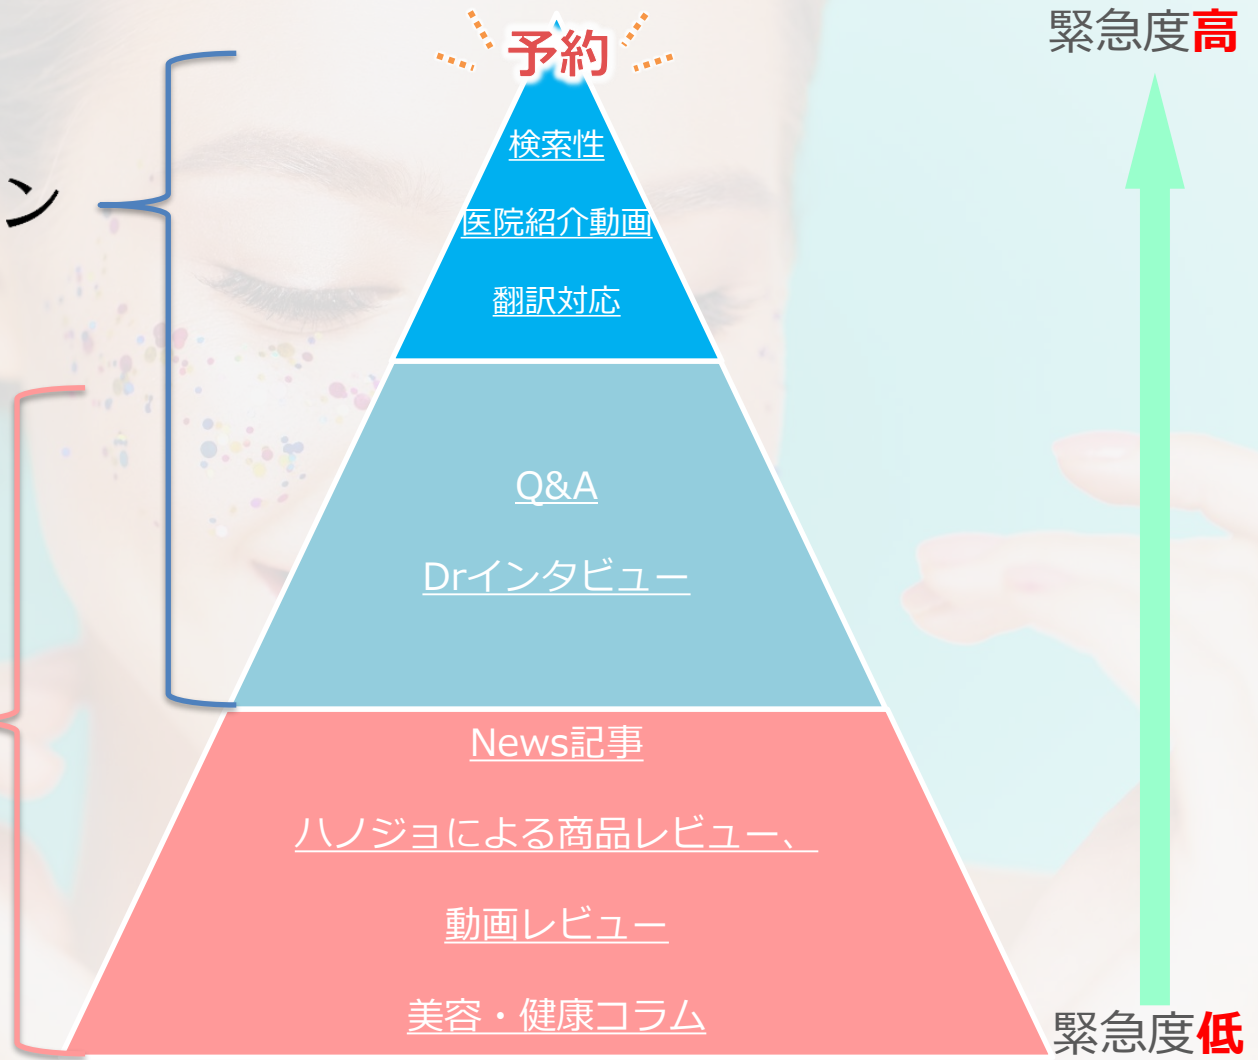 予約
緊急度高
検索性
ン
医院紹介動画
翻訳対応
Q&A
Drインタビュー
News記事
ハノジョによる商品レビュー、
動画レビュー
美容・健康コラム
緊急度低